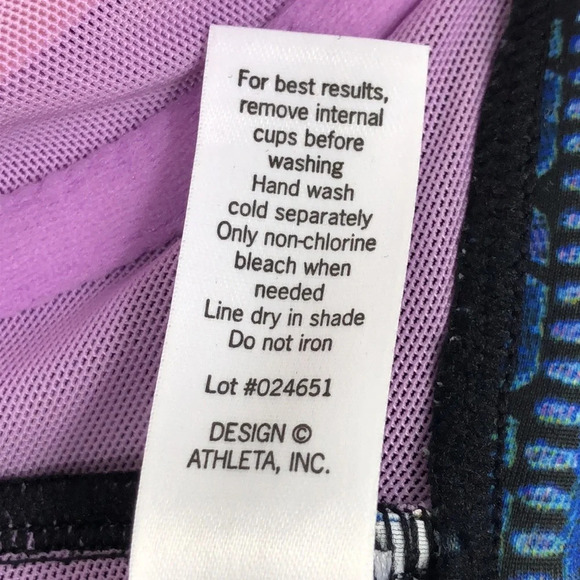 For best results,
remove internal
cups before
washing
Hand wash
cold separately
Only non-chlorine
bleach when
needed
Line dry in shade
Do not iron
Lot #024651
DESIGN ©
ATHLETA, INC.